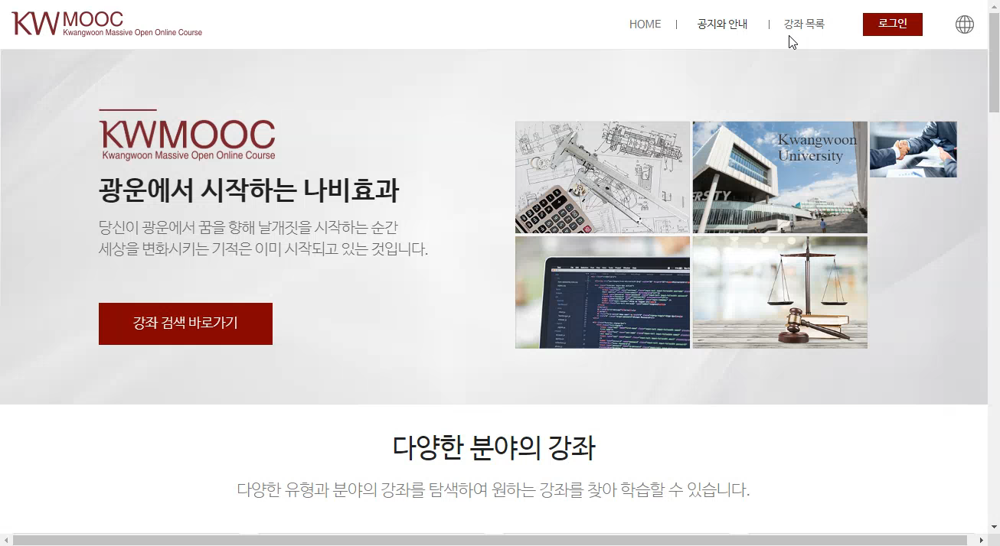 KWMOOC
Kwangwoon Massive Open Online Course
HOME | 공지와 안내 | 강좌 목록
로그인
KWMOOC
Kwangwoon Massive Open Online Course
광운에서 시작하는 나비효과
당신이 광운에서 꿈을 향해 날개짓을 시작하는 순간
세상을 변화시키는 기적은 이미 시작되고 있는 것입니다.
강좌 검색 바로가기
Kwangwoon
University
RSITY
다양한 분야의 강좌
다양한 유형과 분야의 강좌를 탐색하여 원하는 강좌를 찾아 학습할 수 있습니다.